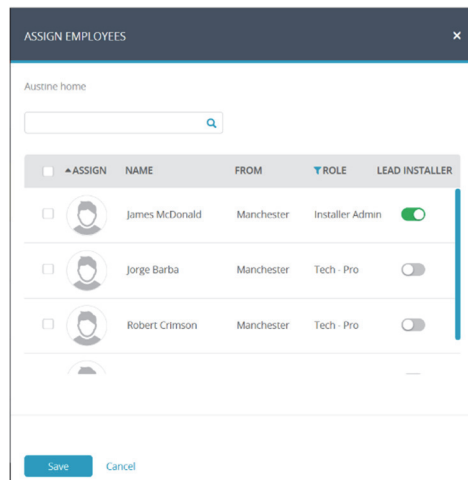 ASSIGN EMPLOYEES
Austine home
ASSIGN NAME FROM ROLE LEAD INSTALLER
James McDonald Manchester Installer Admin
Jorge Barba Manchester Tech - Pro
Robert Crimson Manchester Tech - Pro
Save Cancel